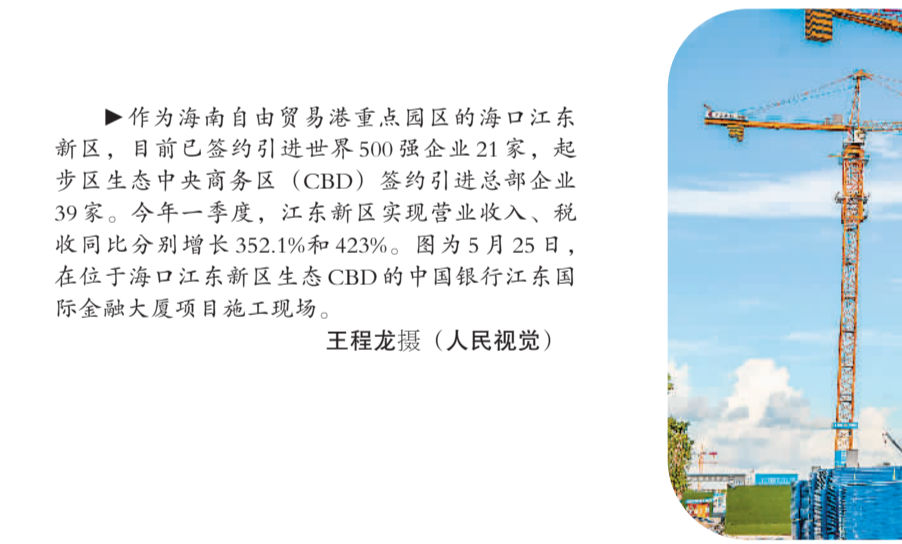 ▶作为海南自由贸易港重点园区的海口江东
新区，目前已签约引进世界500强企业21家，起
步区生态中央商务区（CBD）签约引进总部企业
39家。今年一季度，江东新区实现营业收入、税
收同比分别增长352.1%和423%。图为5月25日，
在位于海口江东新区生态CBD的中国银行江东国
际金融大厦项目施工现场。
王程龙摄（人民视觉）